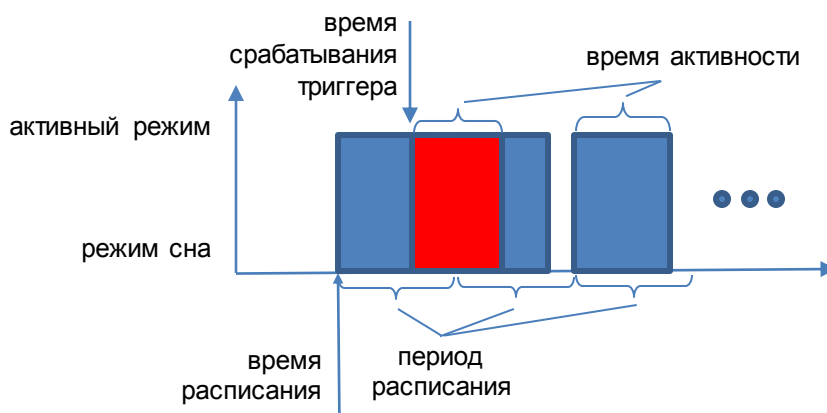 время
срабатывания
триггера
время активности
активный режим
режим сна
время
расписания
период
расписания